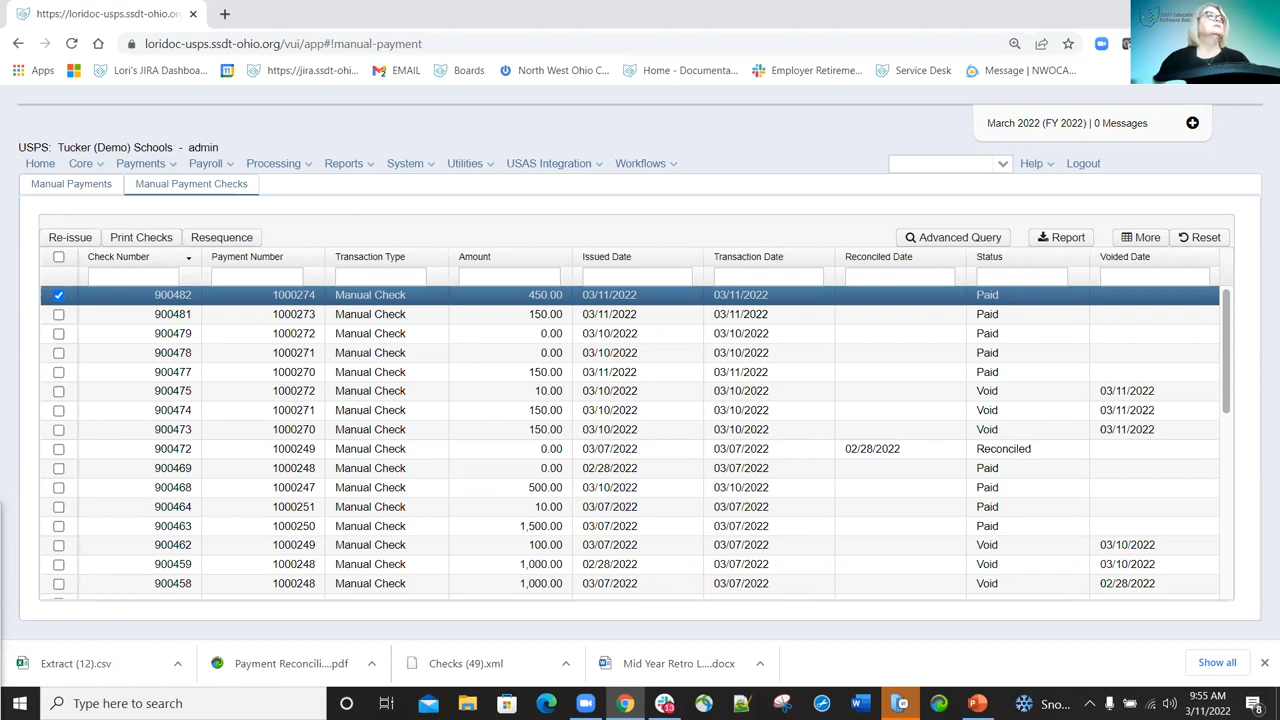 https://loridoc-usps.ssdt-ohio.org/
loridoc-usps.ssdt-ohio.org/vui/app#!manual-payment
Apps Lori's JIRA Dashboa... https://jira.ssdt-ohi... EMAIL Boards North West Ohio C... Home - Documenta... Employer Retireme... Service Desk Message | NWOCA...
March 2022 (FY 2022) | 0 Messages
USPS: Tucker (Demo) Schools - admin
Home Core Payments Payroll Processing Reports System Utilities USAS Integration Workflows Help Logout
Manual Payments Manual Payment Checks
Re-issue Print Checks Resequence Advanced Query Report More Reset
Check Number Payment Number Transaction Type Amount Issued Date Transaction Date Reconciled Date Status Voided Date
900482 1000274 Manual Check 450.00 03/11/2022 03/11/2022 Paid
900481 1000273 Manual Check 150.00 03/11/2022 03/11/2022 Paid
900479 1000272 Manual Check 0.00 03/10/2022 03/10/2022 Paid
900478 1000271 Manual Check 0.00 03/10/2022 03/10/2022 Paid
900477 1000270 Manual Check 150.00 03/11/2022 03/11/2022 Paid
900475 1000272 Manual Check 10.00 03/10/2022 03/10/2022 Void 03/11/2022
900474 1000271 Manual Check 150.00 03/10/2022 03/10/2022 Void 03/11/2022
900473 1000270 Manual Check 150.00 03/10/2022 03/10/2022 Void 03/11/2022
900472 1000249 Manual Check 0.00 03/07/2022 03/07/2022 02/28/2022 Reconciled
900469 1000248 Manual Check 0.00 02/28/2022 03/07/2022 Paid
900468 1000247 Manual Check 500.00 03/10/2022 03/07/2022 Paid
900464 1000251 Manual Check 10.00 03/07/2022 03/07/2022 Paid
900463 1000250 Manual Check 1,500.00 03/07/2022 03/07/2022 Paid
900462 1000249 Manual Check 100.00 03/07/2022 03/07/2022 Void 03/10/2022
900459 1000248 Manual Check 1,000.00 02/28/2022 03/07/2022 Void 03/10/2022
900458 1000248 Manual Check 1,000.00 03/07/2022 03/07/2022 Void 02/28/2022
Extract (12).csv Payment Reconcili....pdf Checks (49).xml Mid Year Retro L....docx Show all
Type here to search Sno... 9:55 AM
3/11/2022